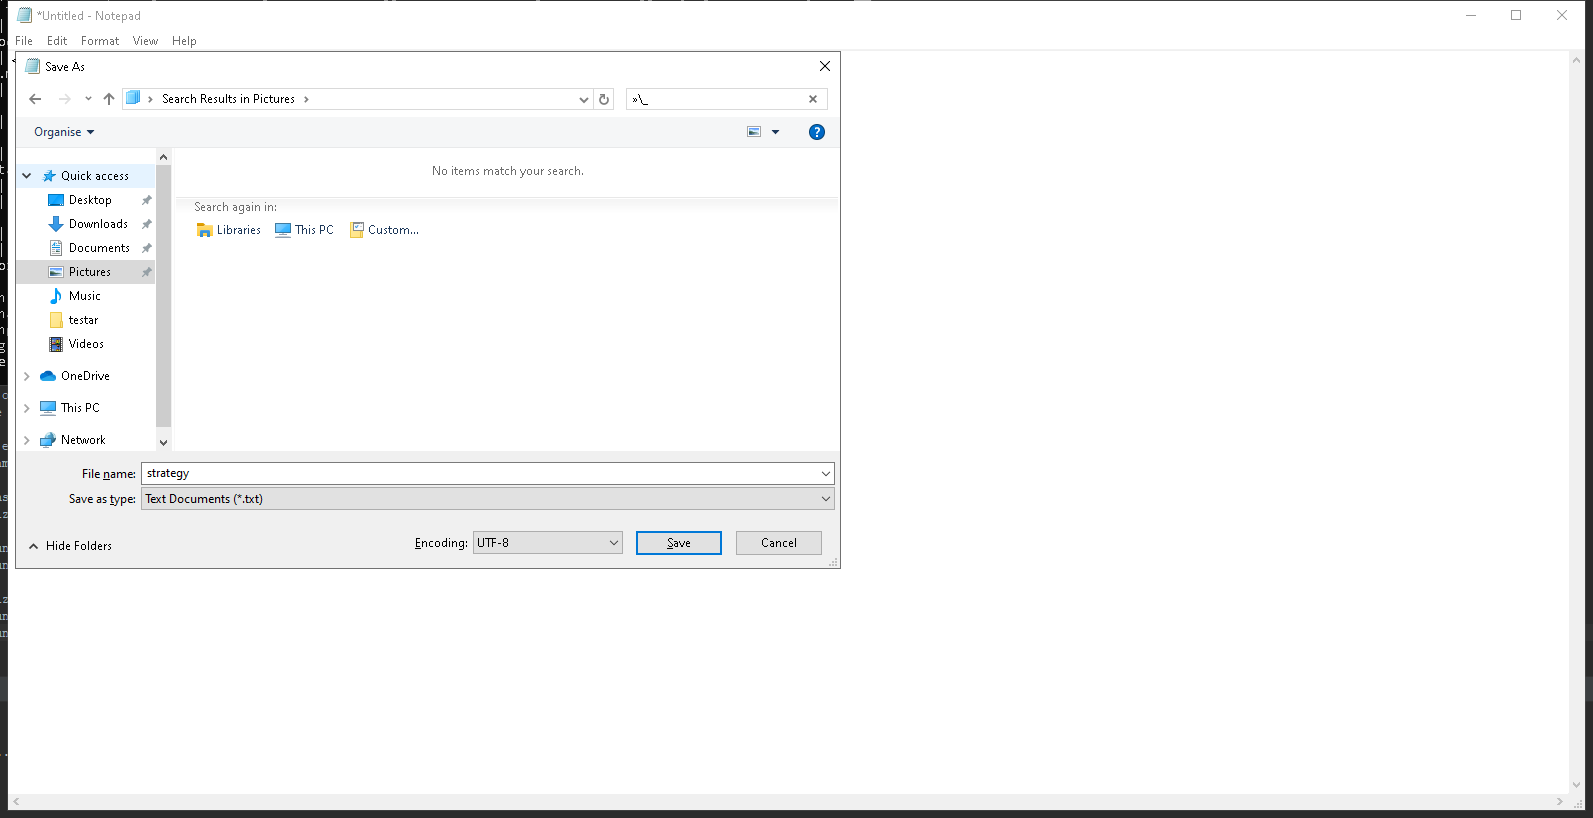 *Untitled - Notepad
File Edit Format View Help
Save As
Search Results in Pictures
»\_
Organise
?
No items match your search.
Quick access
Search again in:
Desktop
Libraries This PC Custom...
Downloads
Documents
Pictures
Music
testar
Videos
OneDrive
This PC
Network
File name: strategy
Save as type: Text Documents (*.txt)
Hide Folders
Encoding: UTF-8 Save Cancel